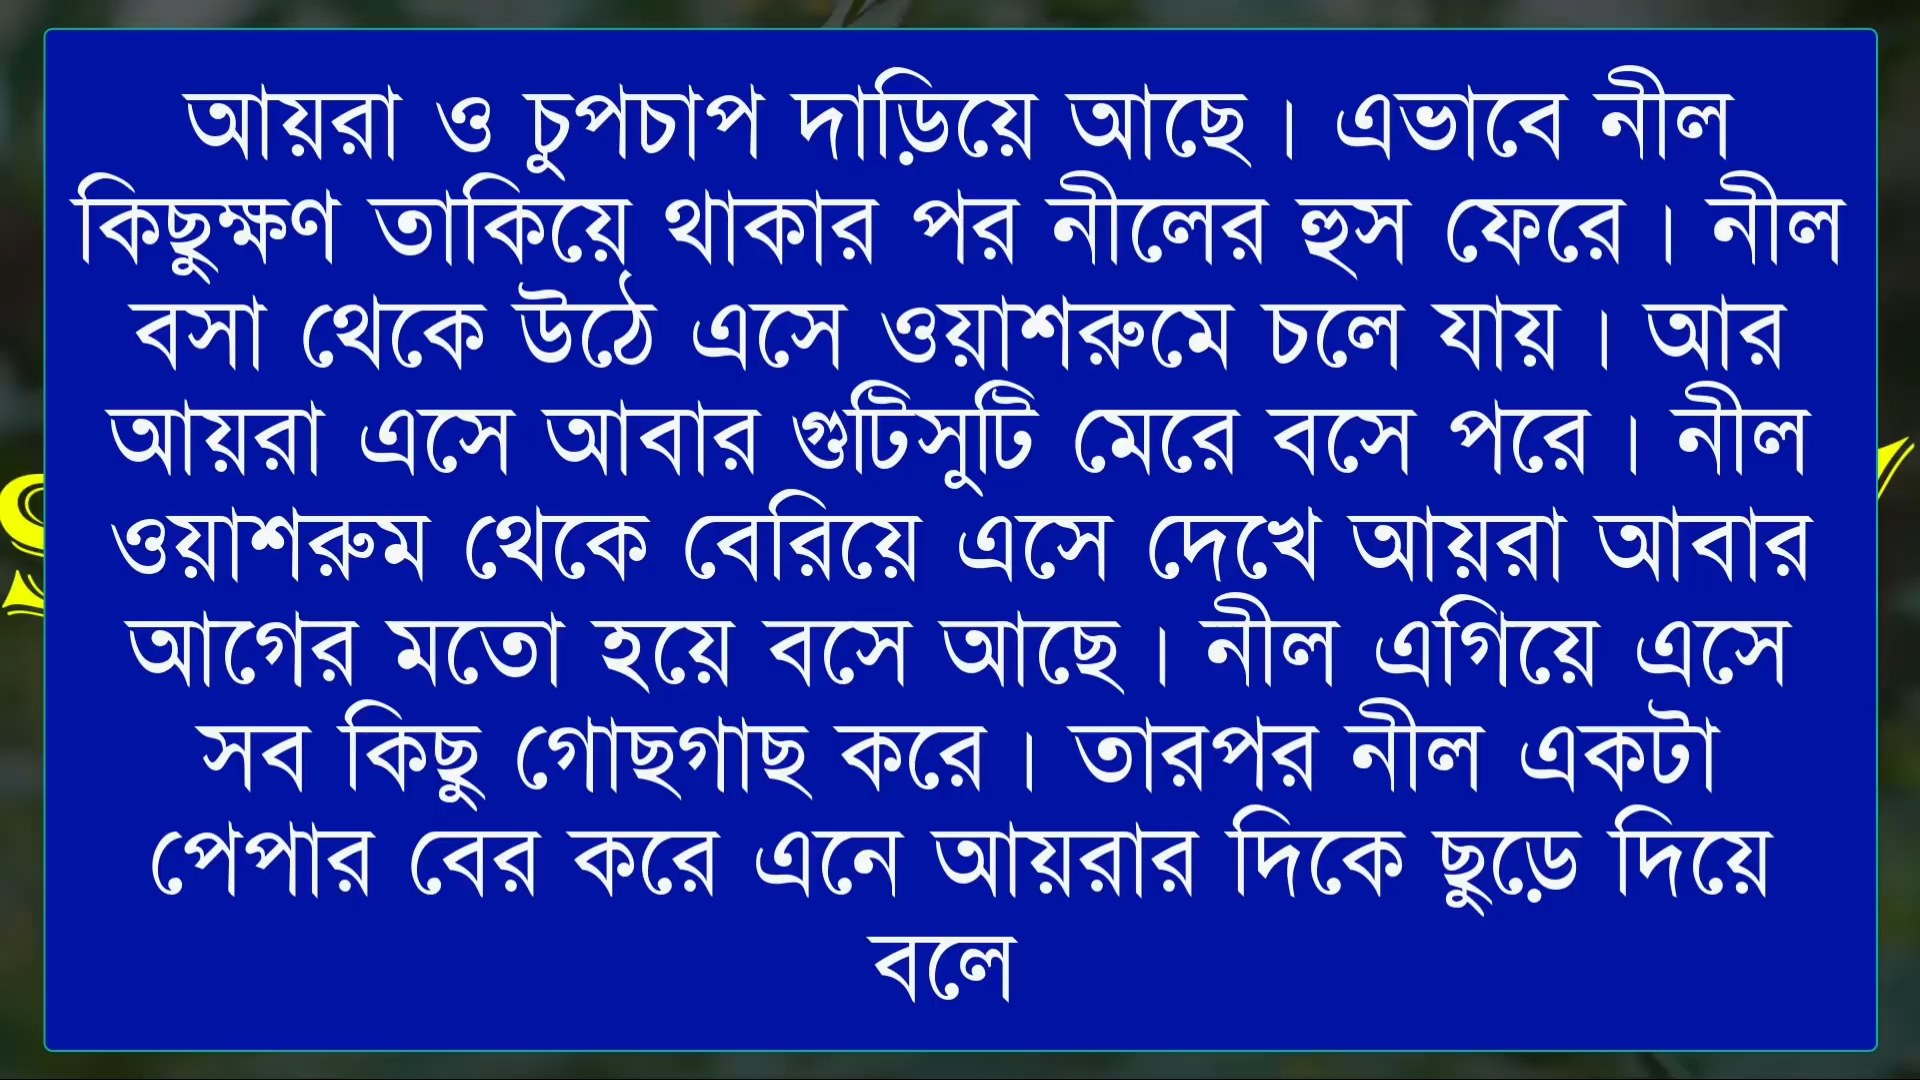 আয়রা ও চুপচাপ দাড়িয়ে আছে। এভাবে নীল
কিছুক্ষণ তাকিয়ে থাকার পর নীলের হুস ফেরে। নীল
বসা থেকে উঠে এসে ওয়াশরুমে চলে যায়। আর
আয়রা এসে আবার গুটিসুটি মেরে বসে পরে। নীল
ওয়াশরুম থেকে বেরিয়ে এসে দেখে আয়রা আবার
আগের মতো হয়ে বসে আছে। নীল এগিয়ে এসে
সব কিছু গোছগাছ করে। তারপর নীল একটা
পেপার বের করে এনে আয়রার দিকে ছুড়ে দিয়ে
বলে